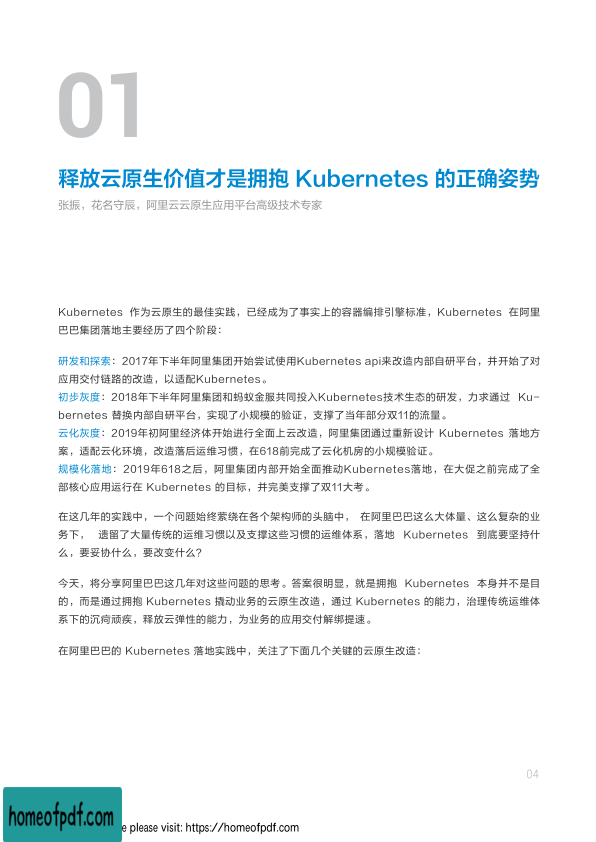 01
释放云原生价值才是拥抱 Kubernetes 的正确姿势
张振，花名守辰，阿里云云原生应用平台高级技术专家
Kubernetes 作为云原生的最佳实践，已经成为了事实上的容器编排引擎标准，Kubernetes 在阿里
巴巴集团落地主要经历了四个阶段：
研发和探索：2017年下半年阿里集团开始尝试使用Kubernetes api来改造内部自研平台，并开始了对
应用交付链路的改造，以适配Kubernetes。
初步灰度：2018年下半年阿里集团和蚂蚁金服共同投入Kubernetes技术生态的研发，力求通过 Ku-
bernetes 替换内部自研平台，实现了小规模的验证，支撑了当年部分双11的流量。
云化灰度：2019年初阿里经济体开始进行全面上云改造，阿里集团通过重新设计 Kubernetes 落地方
案，适配云化环境，改造落后运维习惯，在618前完成了云化机房的小规模验证。
规模化落地：2019年618之后，阿里集团内部开始全面推动Kubernetes落地，在大促之前完成了全
部核心应用运行在 Kubernetes 的目标，并完美支撑了双11大考。
在这几年的实践中，一个问题始终萦绕在各个架构师的头脑中， 在阿里巴巴这么大体量、这么复杂的业
务下， 遗留了大量传统的运维习惯以及支撑这些习惯的运维体系，落地 Kubernetes 到底要坚持什
么，要妥协什么，要改变什么？
今天，将分享阿里巴巴这几年对这些问题的思考。答案很明显，就是拥抱 Kubernetes 本身并不是目
的，而是通过拥抱 Kubernetes 撬动业务的云原生改造，通过 Kubernetes 的能力，治理传统运维体
系下的沉疴顽疾，释放云弹性的能力，为业务的应用交付解绑提速。
在阿里巴巴的 Kubernetes 落地实践中，关注了下面几个关键的云原生改造：
04
homeofpdf.com
e please visit: https://homeofpdf.com